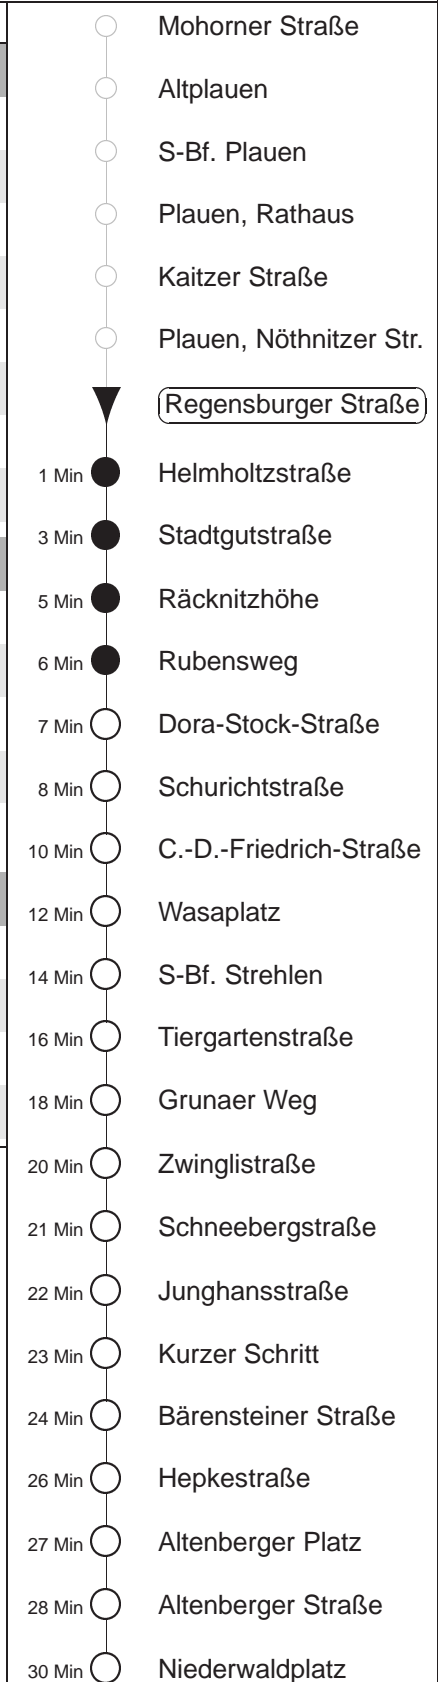 Mohorner Straße
Altplauen
S-Bf. Plauen
Plauen, Rathaus
Kaitzer Straße
Plauen, Nöthnitzer Str.
Regensburger Straße
1 Min Helmholtzstraße
3 Min Stadtgutstraße
5 Min Räcknitzhöhe
6 Min Rubensweg
7 Min Dora-Stock-Straße
8 Min Schurichtstraße
10 Min C.-D.-Friedrich-Straße
12 Min Wasaplatz
14 Min S-Bf. Strehlen
16 Min Tiergartenstraße
18 Min Grunaer Weg
20 Min Zwinglistraße
21 Min Schneebergstraße
22 Min Junghansstraße
23 Min Kurzer Schritt
24 Min Bärensteiner Straße
26 Min Hepkestraße
27 Min Altenberger Platz
28 Min Altenberger Straße
30 Min Niederwaldplatz